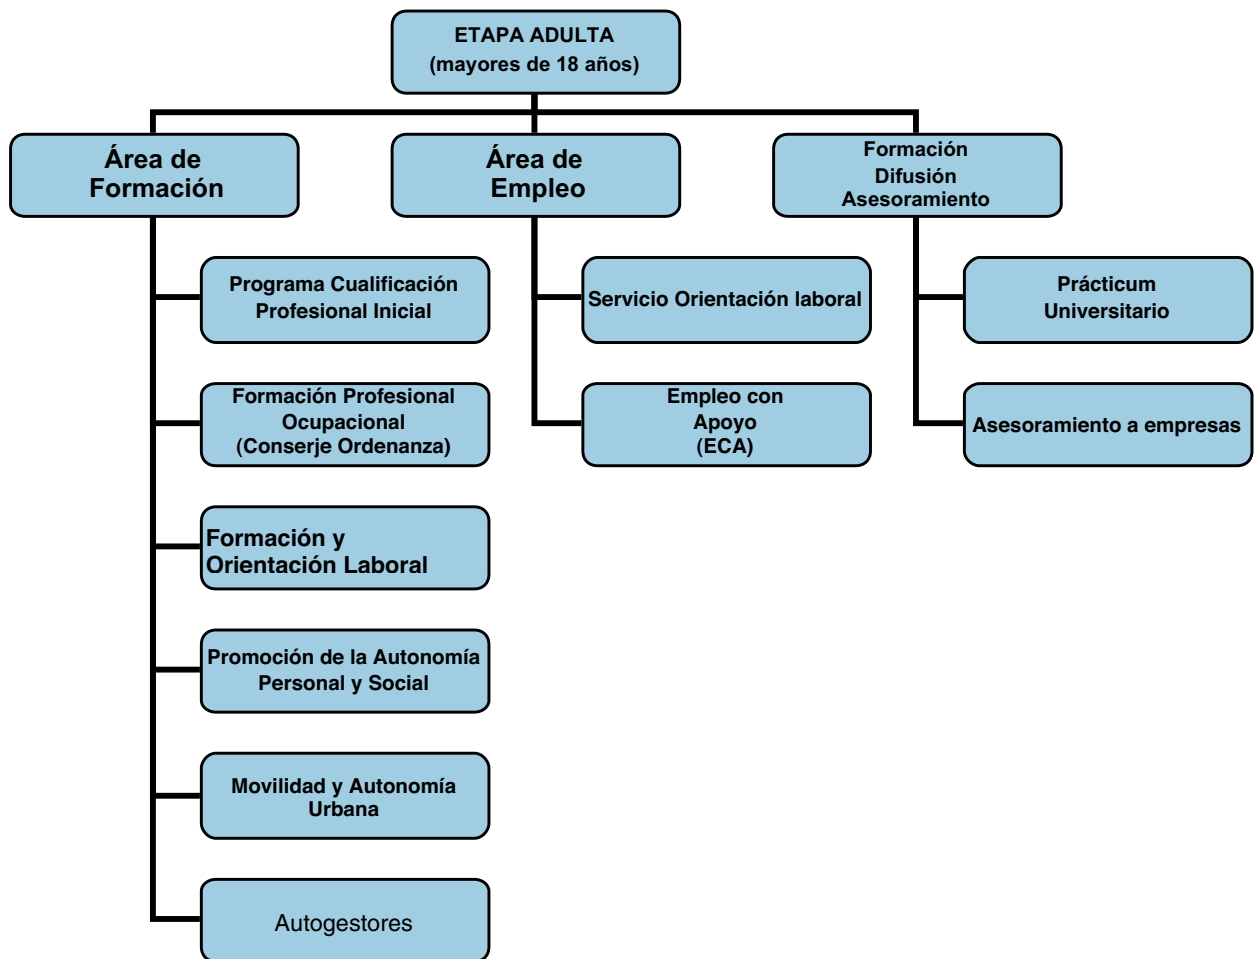 ETAPA ADULTA
(mayores de 18 años)
Área de
Formación
Área de
Empleo
Formación
Difusión
Asesoramiento
Programa Cualificación
Profesional Inicial
Servicio Orientación laboral
Prácticum
Universitario
Formación Profesional
Ocupacional
(Conserje Ordenanza)
Empleo con
Apoyo
(ECA)
Asesoramiento a empresas
Formación y
Orientación Laboral
Promoción de la Autonomía
Personal y Social
Movilidad y Autonomía
Urbana
Autogestores